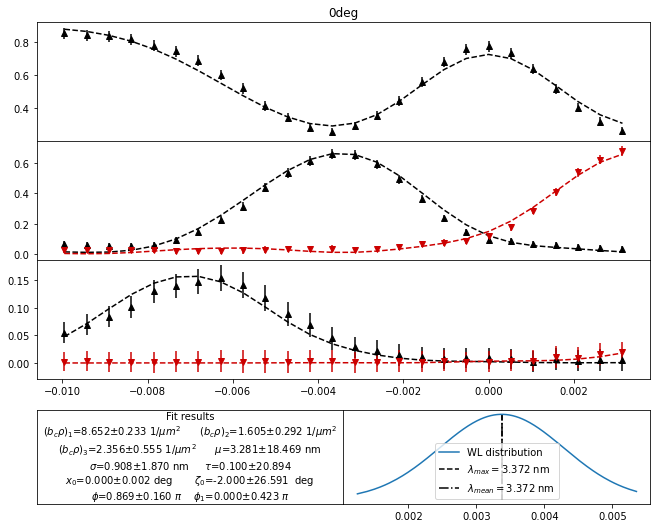 0deg
0.8
0.6
0.4
0.6
0.4
0.2
0.0
0.15
0.10
0.05
0.00
−0.010 −0.008 −0.006 −0.004 −0.002 0.000 0.002
Fit results
(b_cρ)_1=8.652±0.233 1/μm² (b_cρ)_2=1.605±0.292 1/μm²
(b_cρ)_3=2.356±0.555 1/μm² μ=3.281±18.469 nm
σ=0.908±1.870 nm τ=0.100±20.894
x_0=0.000±0.002 deg ζ_0=-2.000±26.591 deg
ϕ=0.869±0.160 π ϕ_1=0.000±0.423 π
WL distribution
λ_max = 3.372 nm
λ_mean = 3.372 nm
0.002 0.003 0.004 0.005